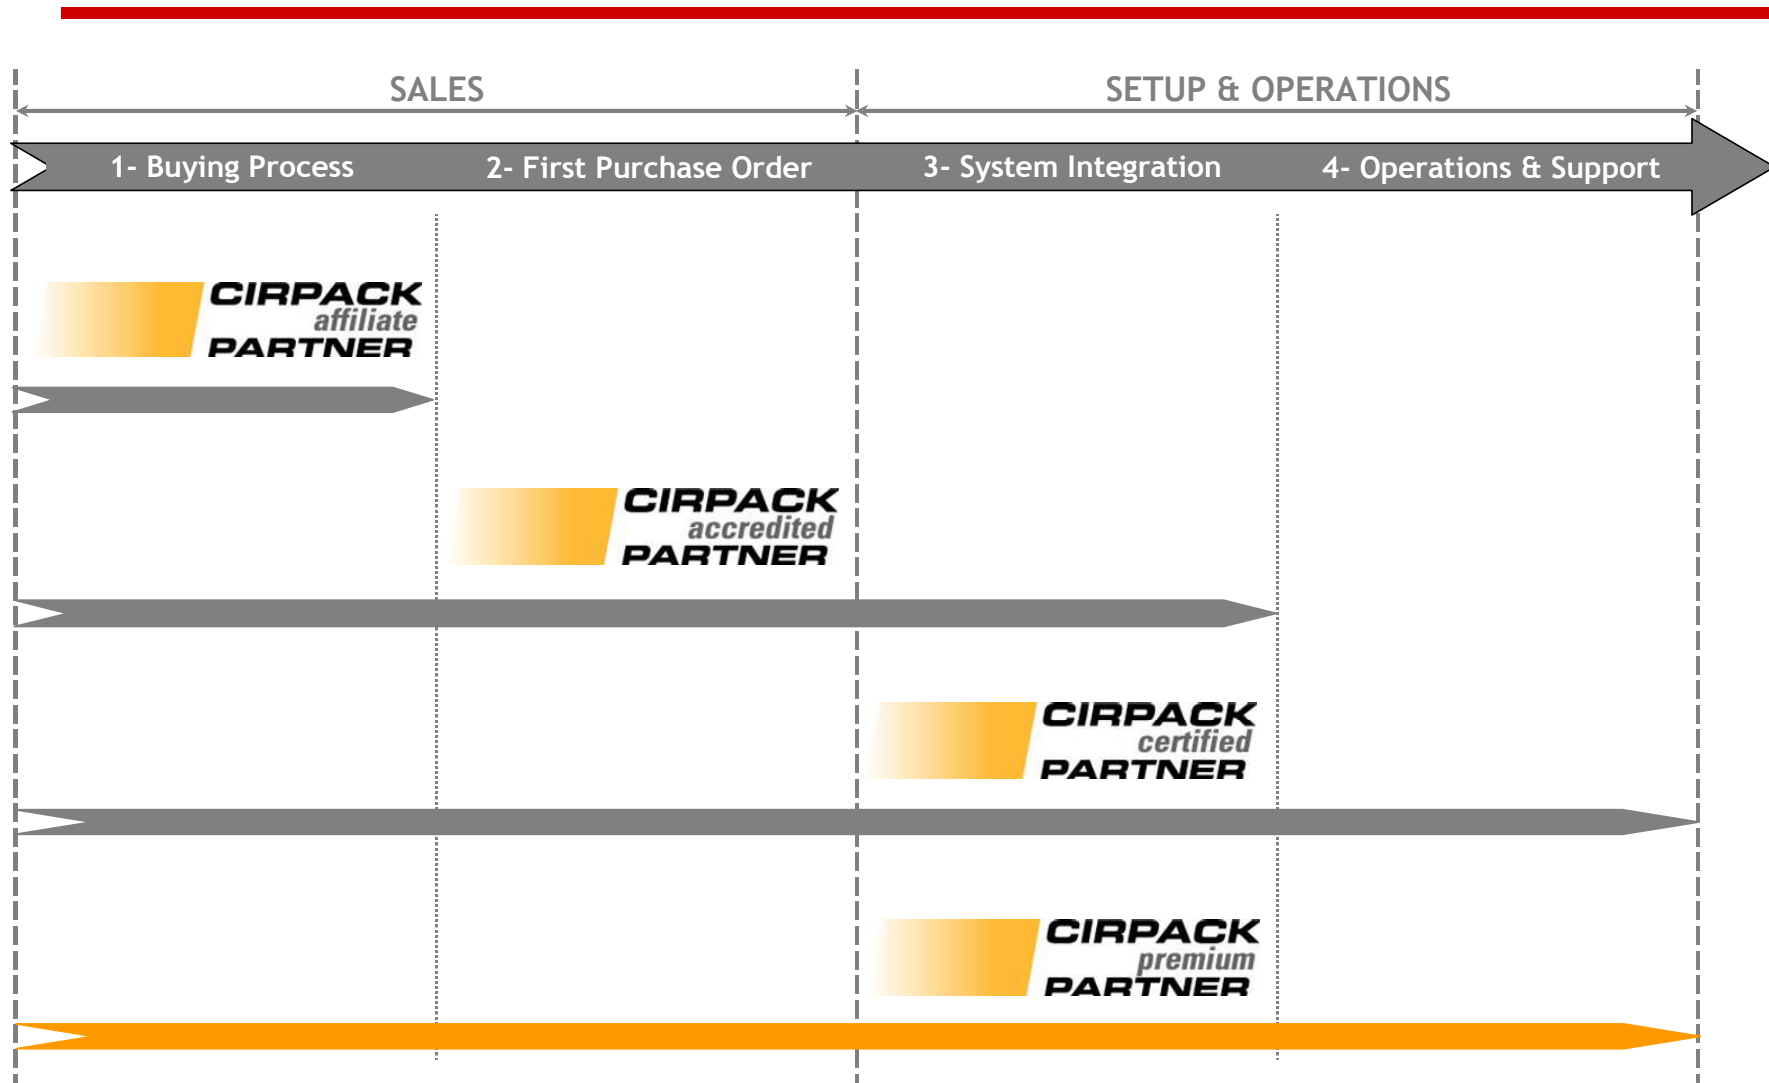 SALES
SETUP & OPERATIONS
1- Buying Process
2- First Purchase Order
3- System Integration
4- Operations & Support
CIRPACK
affiliate
PARTNER
CIRPACK
accredited
PARTNER
CIRPACK
certified
PARTNER
CIRPACK
premium
PARTNER